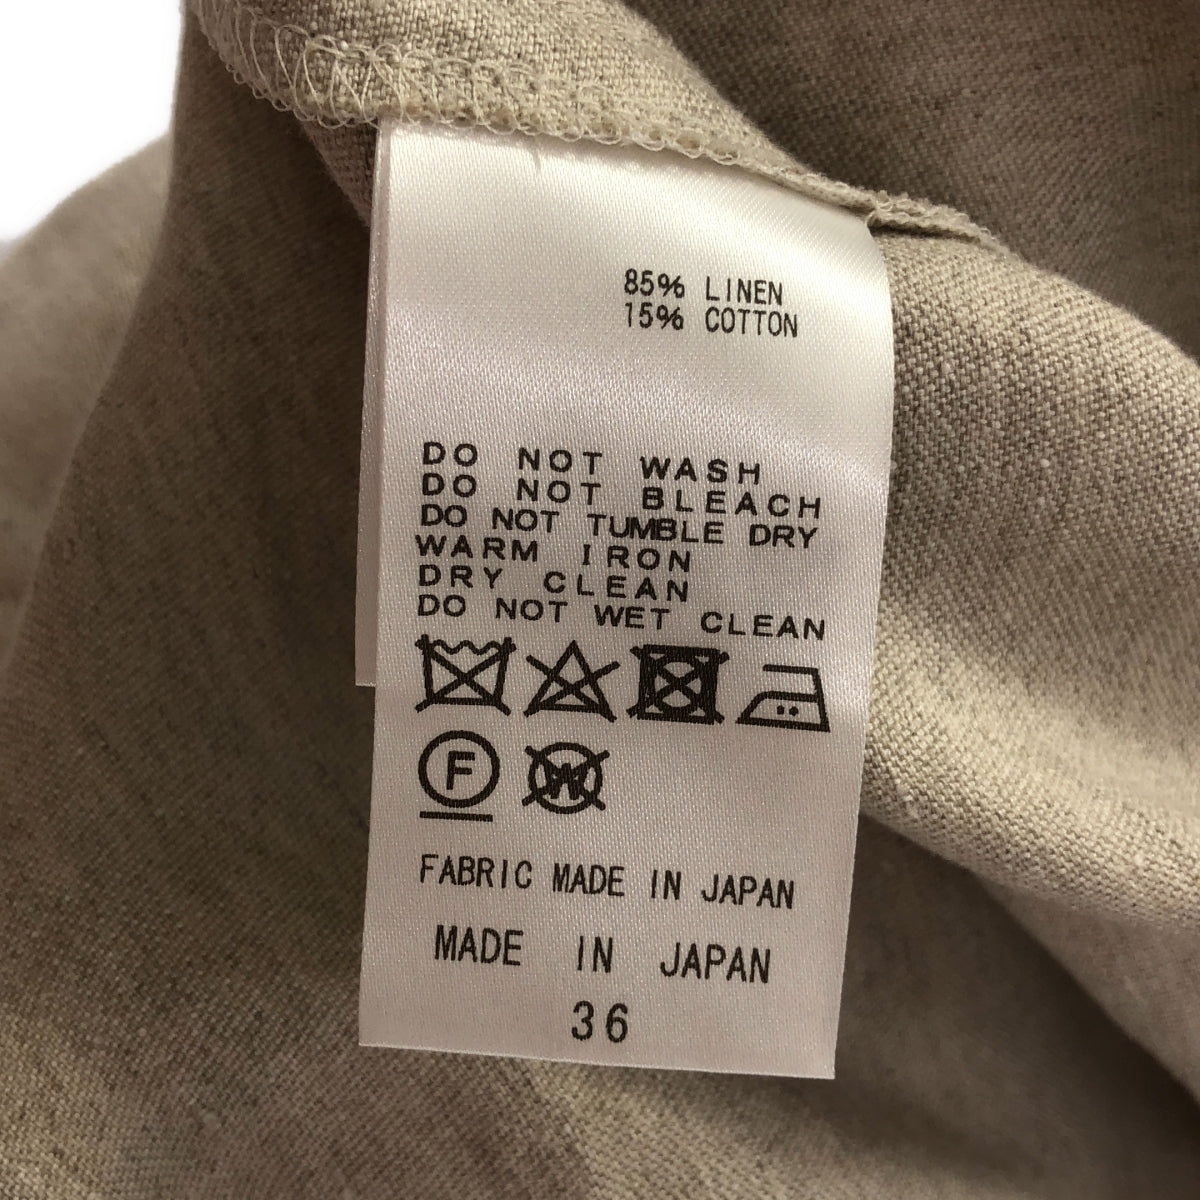 85% LINEN
15% COTTON
DO NOT WASH
DO NOT BLEACH
DO NOT TUMBLE DRY
WARM IRON
DRY CLEAN
DO NOT WET CLEAN
F W
FABRIC MADE IN JAPAN
MADE IN JAPAN
36